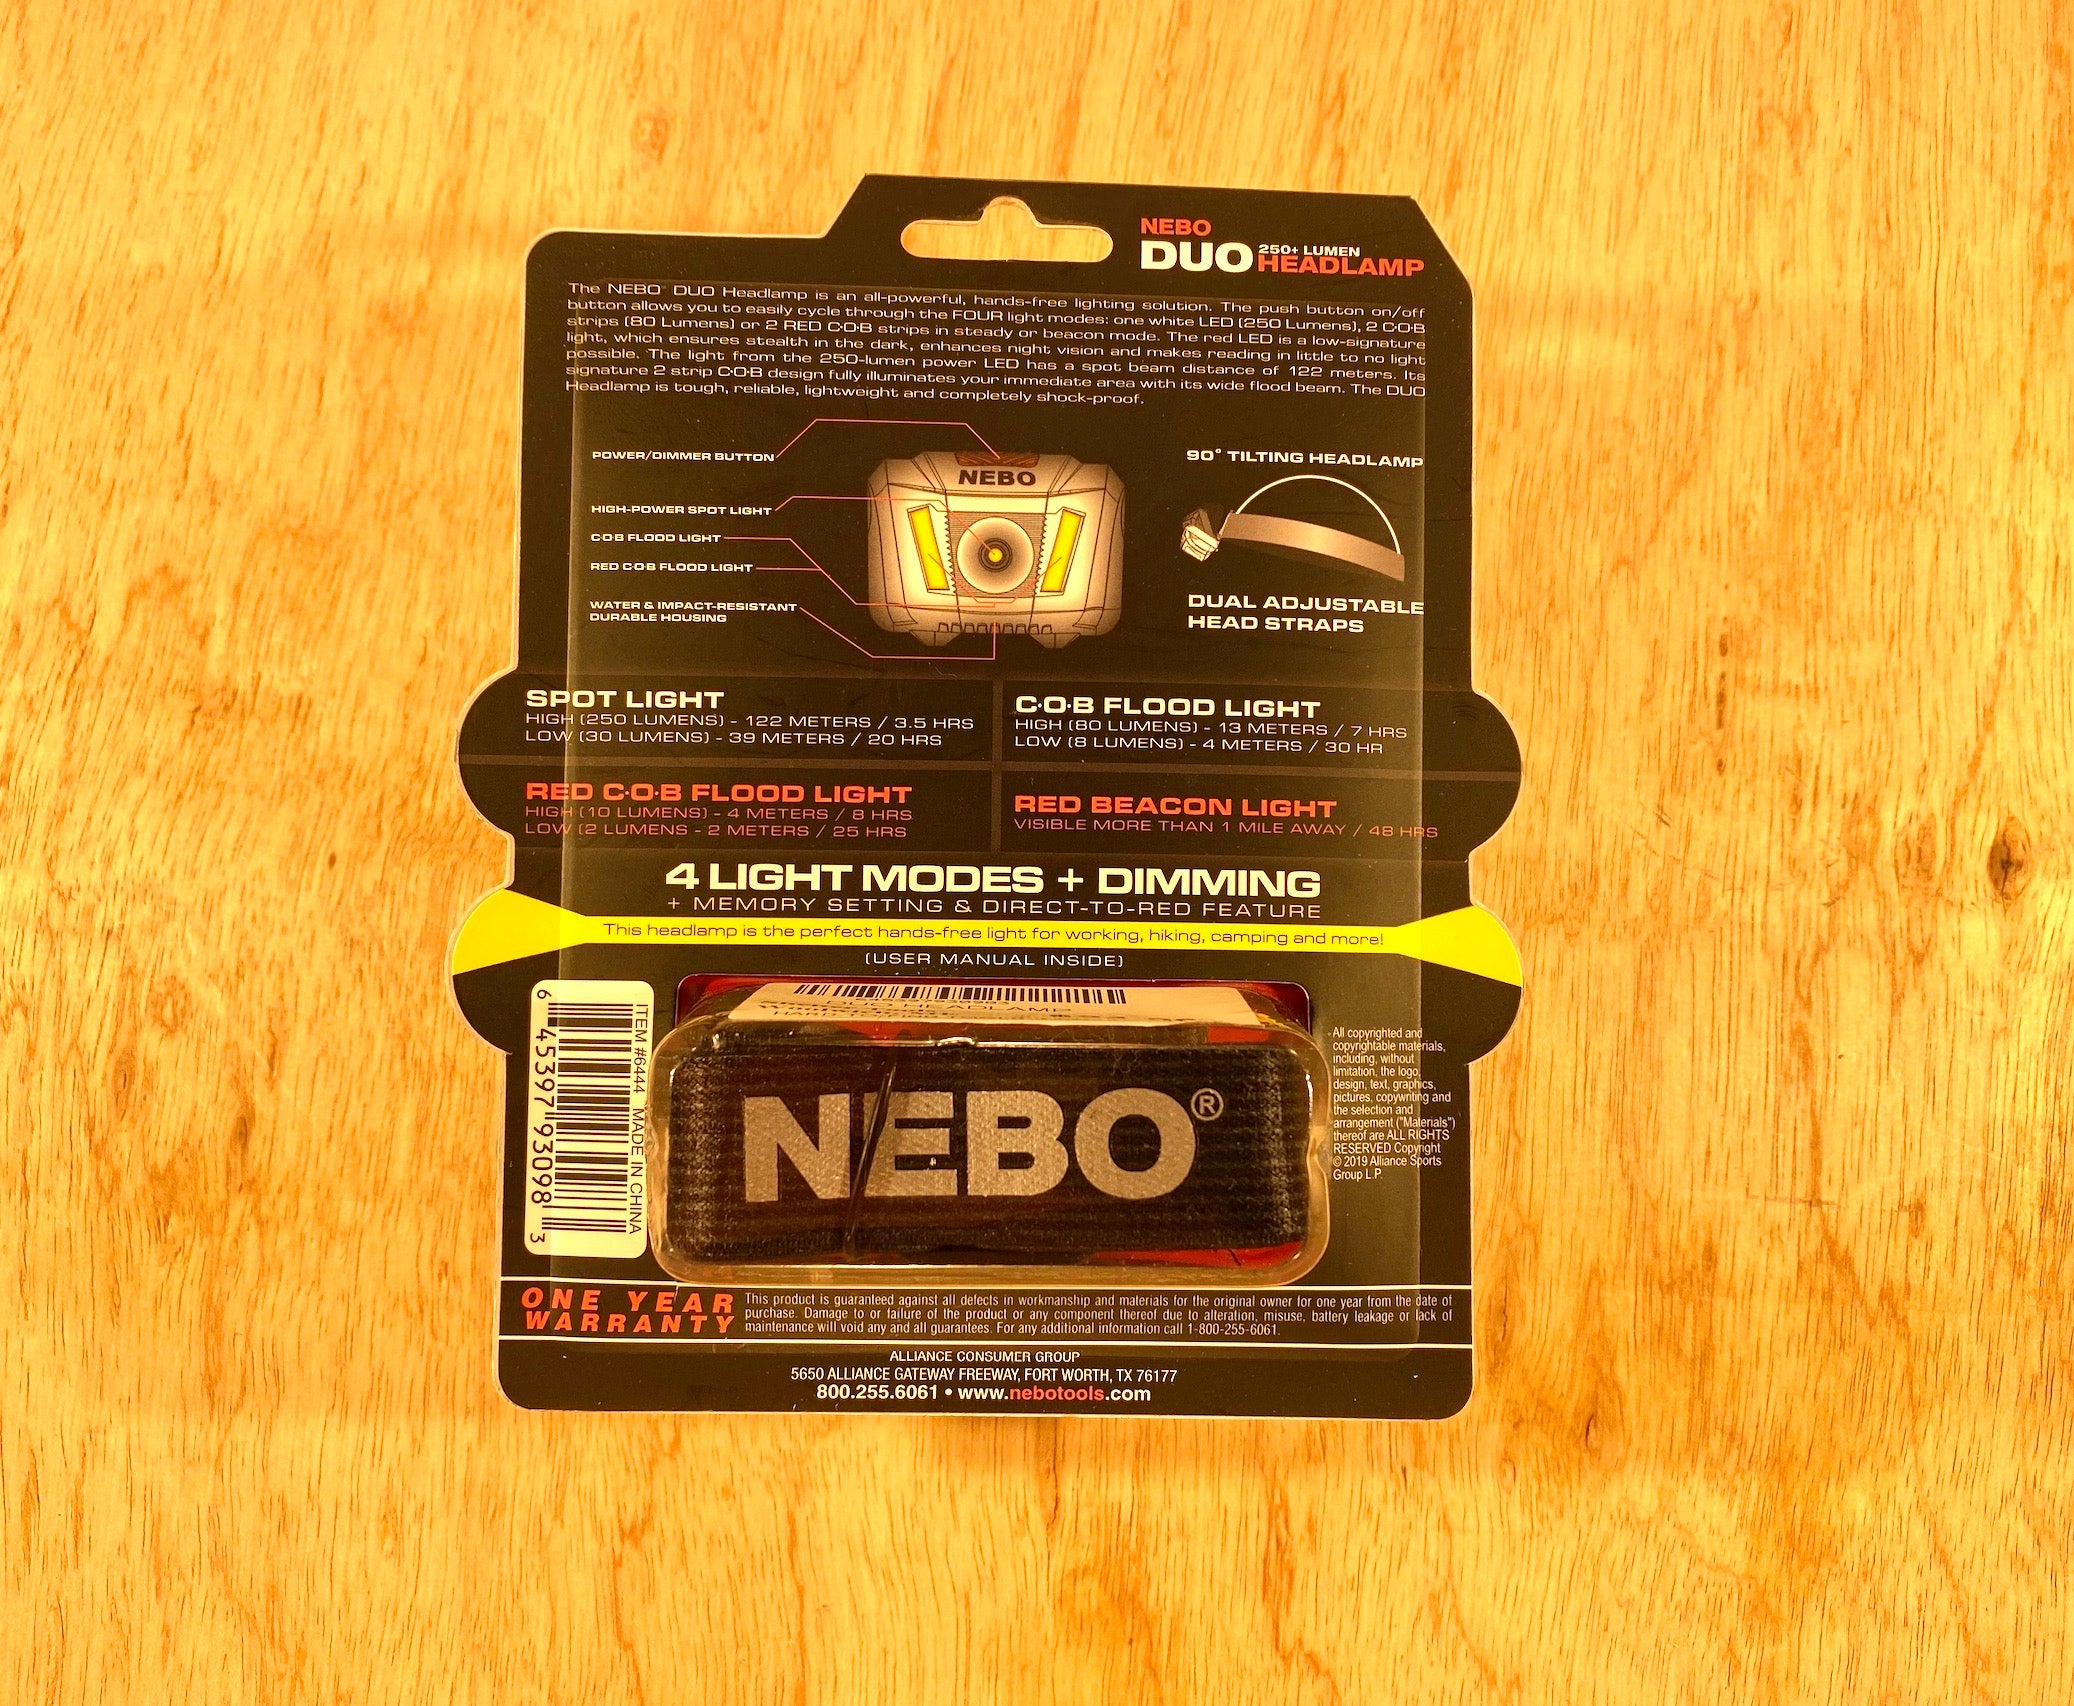 NEBO
DUO 250+ LUMEN
HEADLAMP
The NEBO DUO Headlamp is an all-powerful, hands-free lighting solution. The push button on/off
button allows you to easily cycle through the FOUR light modes: one white LED (250 Lumens), 2 C·O·B
strips (80 Lumens) or 2 RED C·O·B strips in steady or beacon mode. The red LED is a low-signature
light, which ensures stealth in the dark, enhances night vision and makes reading in little to no light
possible. The light from the 250-lumen power LED has a spot beam distance of 122 meters. Its
signature 2 strip C·O·B design fully illuminates your immediate area with its wide flood beam. The DUO
Headlamp is tough, reliable, lightweight and completely shock-proof.
POWER/DIMMER BUTTON
HIGH-POWER SPOT LIGHT
C·O·B FLOOD LIGHT
RED C·O·B FLOOD LIGHT
WATER & IMPACT-RESISTANT
DURABLE HOUSING
NEBO
90° TILTING HEADLAMP
DUAL ADJUSTABLE
HEAD STRAPS
SPOT LIGHT
HIGH (250 LUMENS) - 122 METERS / 3.5 HRS
LOW (30 LUMENS) - 39 METERS / 20 HRS
C·O·B FLOOD LIGHT
HIGH (80 LUMENS) - 13 METERS / 7 HRS
LOW (8 LUMENS) - 4 METERS / 30 HR
RED C·O·B FLOOD LIGHT
HIGH (10 LUMENS) - 4 METERS / 8 HRS
LOW (2 LUMENS - 2 METERS / 25 HRS
RED BEACON LIGHT
VISIBLE MORE THAN 1 MILE AWAY / 48 HRS
4 LIGHT MODES + DIMMING
+ MEMORY SETTING & DIRECT-TO-RED FEATURE
This headlamp is the perfect hands-free light for working, hiking, camping and more!
(USER MANUAL INSIDE)
ITEM #6444 MADE IN CHINA
6 45397 93098 3
DUO HEADLAMP
NEBO®
All copyrighted and
copyrightable materials,
including, without
limitation, the logo,
design, text, graphics,
pictures, copywriting and
the selection and
arrangement ("Materials")
thereof are ALL RIGHTS
RESERVED Copyright
© 2019 Alliance Sports
Group L.P.
ONE YEAR
WARRANTY
This product is guaranteed against all defects in workmanship and materials for the original owner for one year from the date of
purchase. Damage to or failure of the product or any component thereof due to alteration, misuse, battery leakage or lack of
maintenance will void any and all guarantees. For any additional information call 1-800-255-6061.
ALLIANCE CONSUMER GROUP
5650 ALLIANCE GATEWAY FREEWAY, FORT WORTH, TX 76177
800.255.6061 • www.nebotools.com